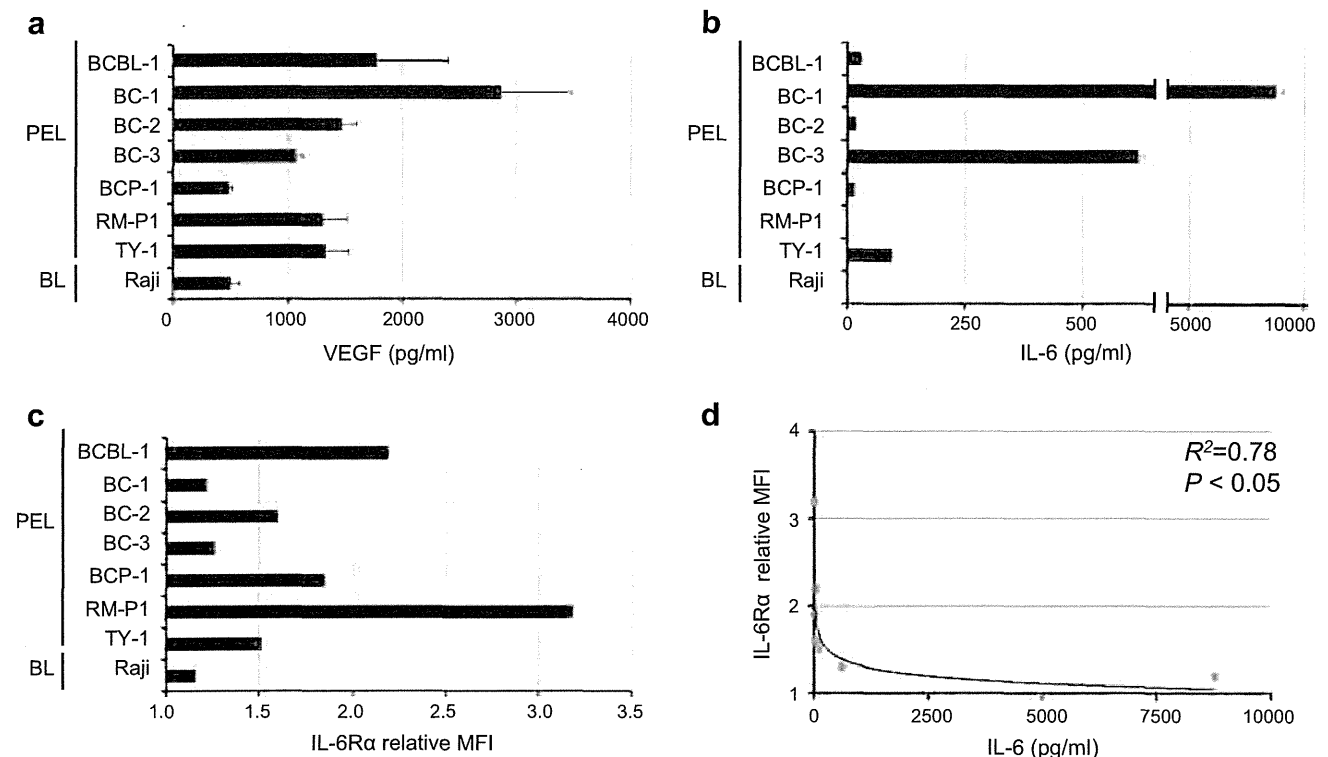 a
PEL
BCBL-1
BC-1
BC-2
BC-3
BCP-1
RM-P1
TY-1
BL
Raji
0 1000 2000 3000 4000
VEGF (pg/ml)
b
PEL
BCBL-1
BC-1
BC-2
BC-3
BCP-1
RM-P1
TY-1
BL
Raji
0 250 500 5000 10000
IL-6 (pg/ml)
c
PEL
BCBL-1
BC-1
BC-2
BC-3
BCP-1
RM-P1
TY-1
BL
Raji
1.0 1.5 2.0 2.5 3.0 3.5
IL-6Rα relative MFI
d
R²=0.78
P < 0.05
IL-6Rα relative MFI
4
3
2
1
0 2500 5000 7500 10000
IL-6 (pg/ml)